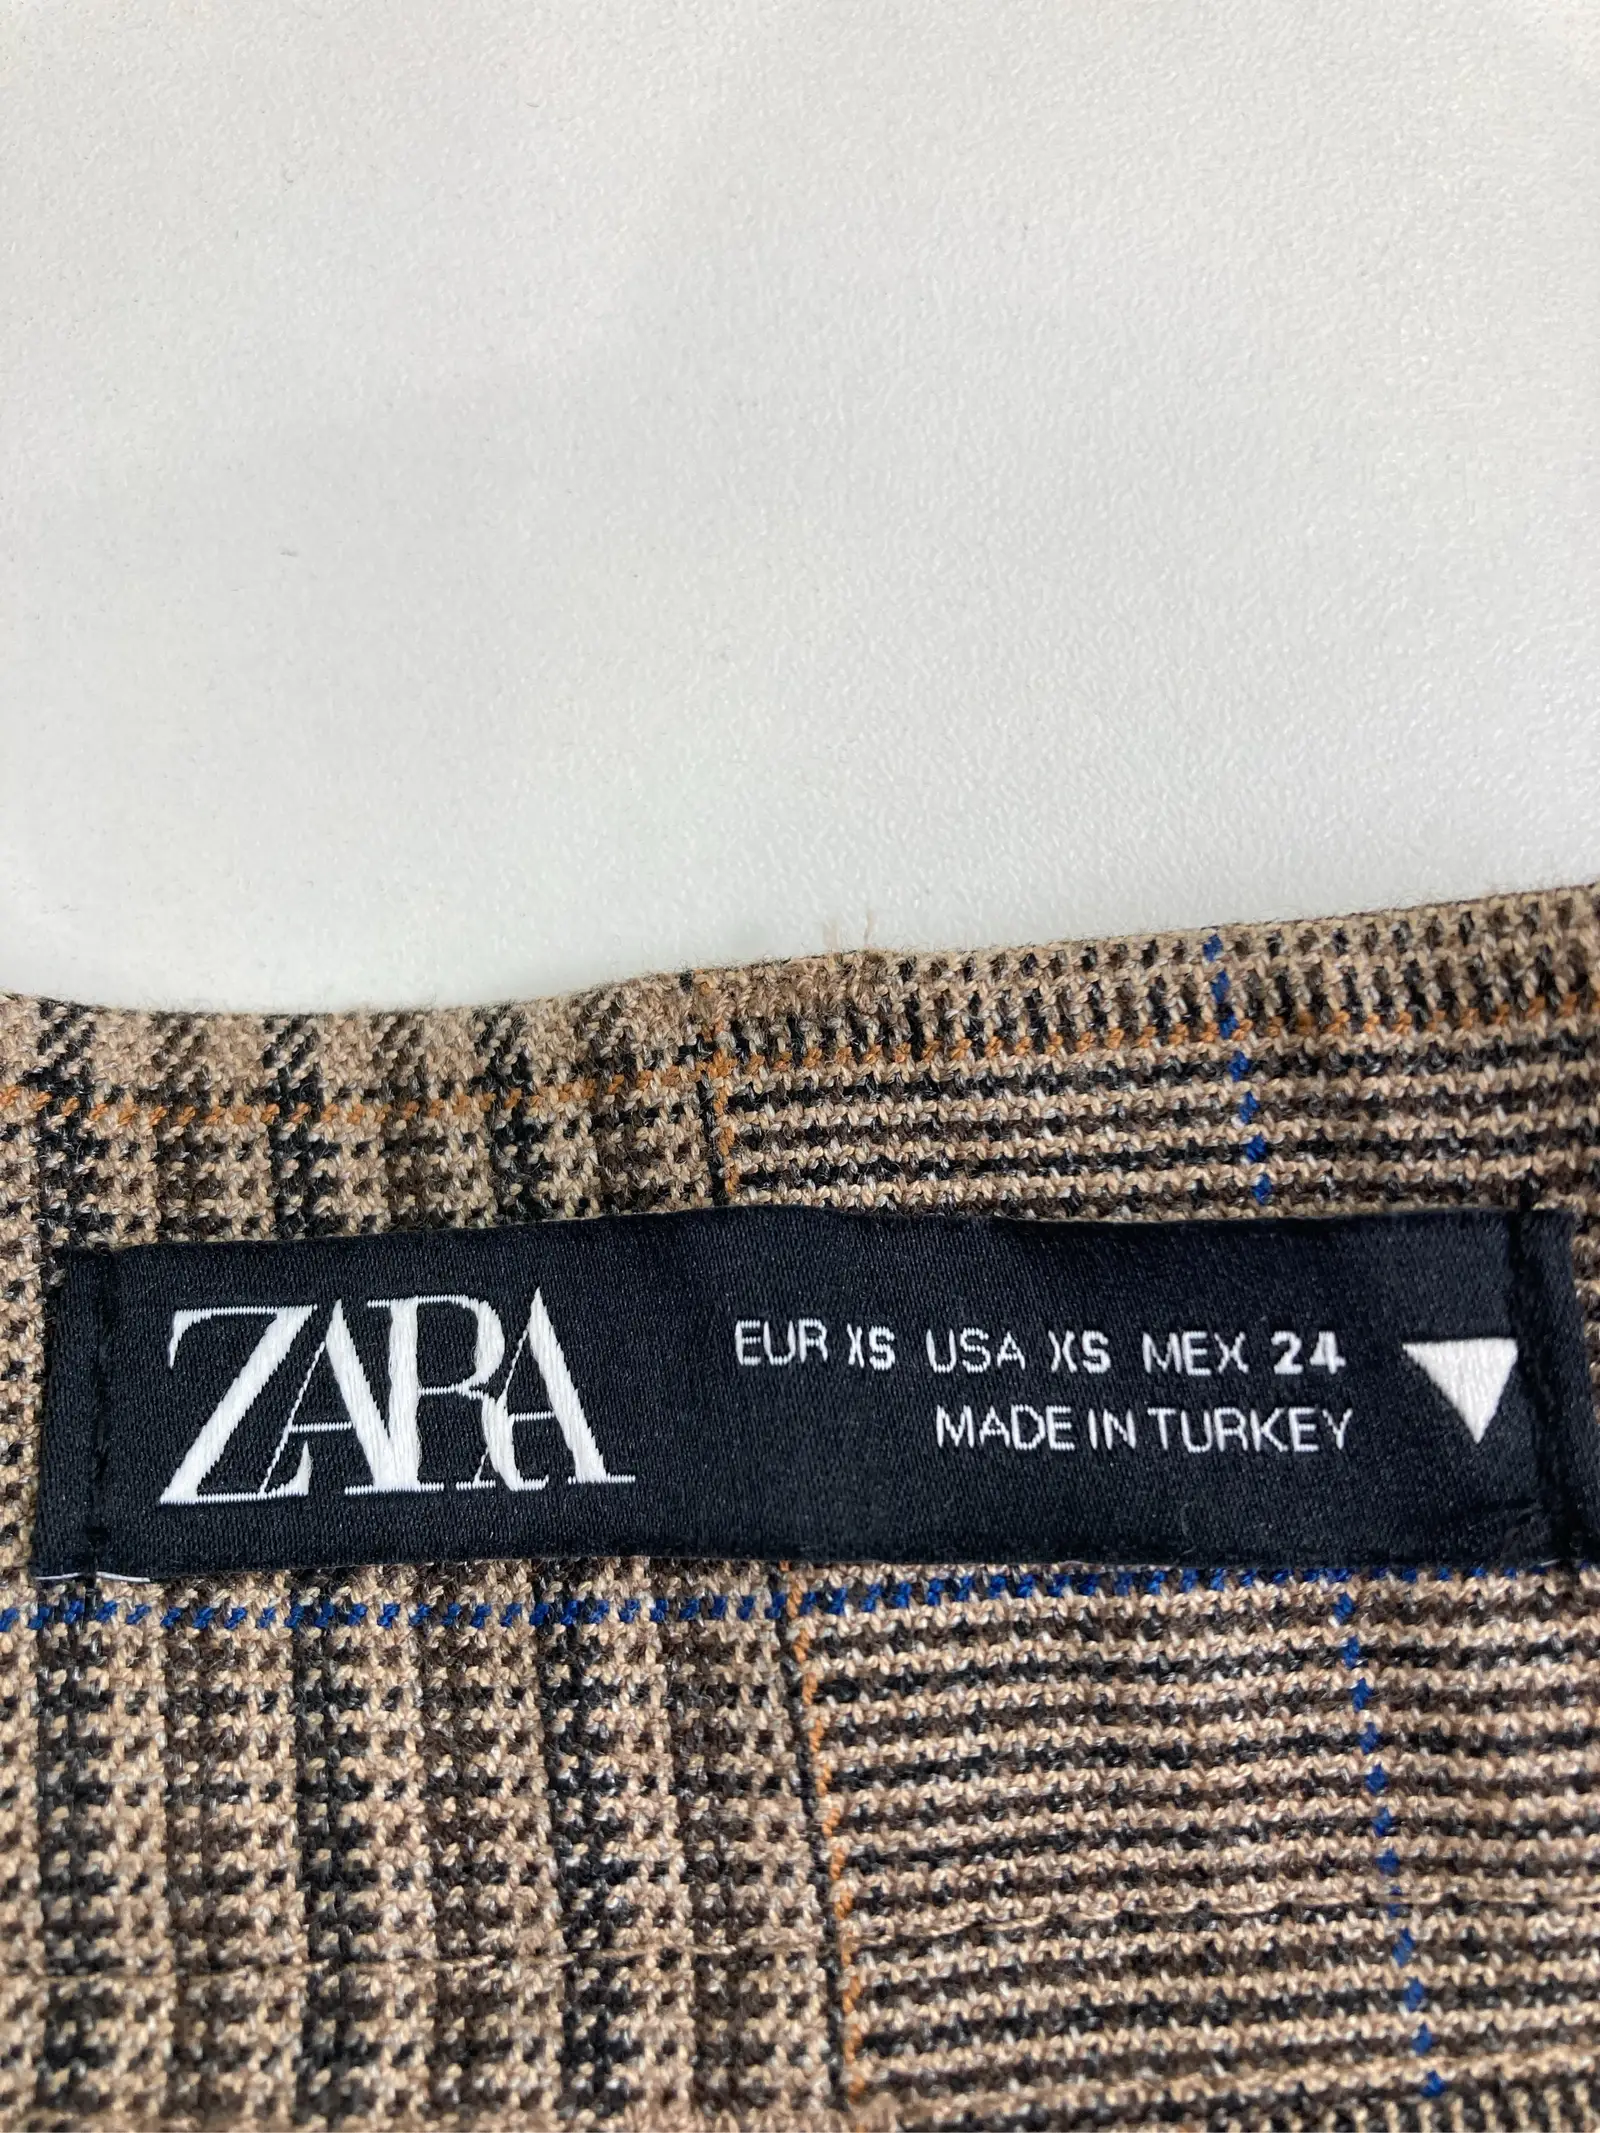 ZARA
EUR XS USA XS MEX 24
MADE IN TURKEY